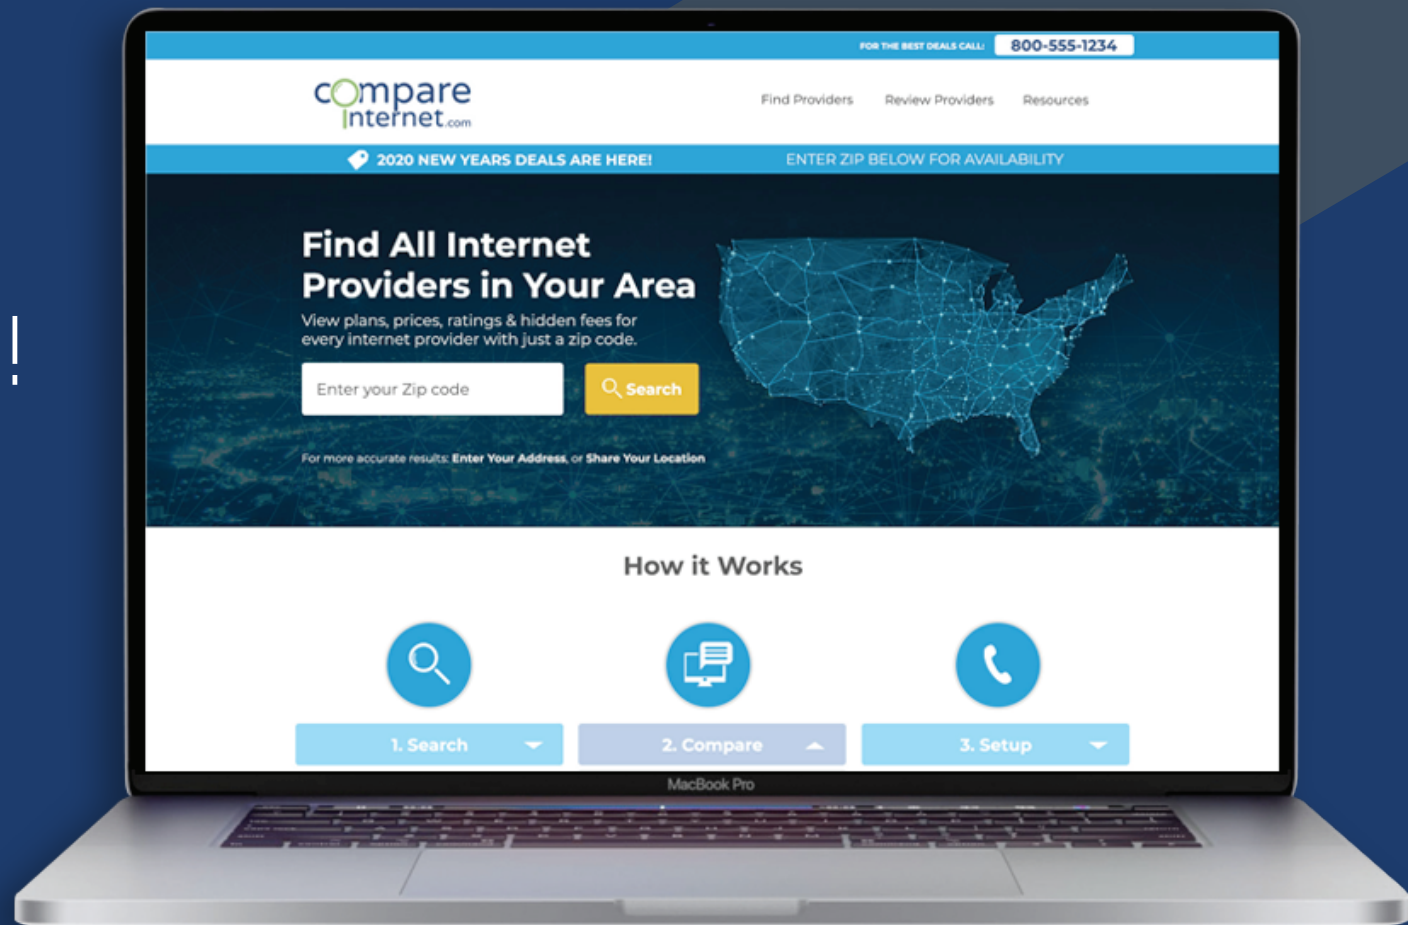 FOR THE BEST DEALS CALL: 800-555-1234
compare
internet.com
Find Providers Review Providers Resources
2020 NEW YEARS DEALS ARE HERE! ENTER ZIP BELOW FOR AVAILABILITY
!
Find All Internet
Providers in Your Area
View plans, prices, ratings & hidden fees for
every internet provider with just a zip code.
Enter your Zip code Search
For more accurate results: Enter Your Address, or Share Your Location
How it Works
1. Search 2. Compare 3. Setup
MacBook Pro